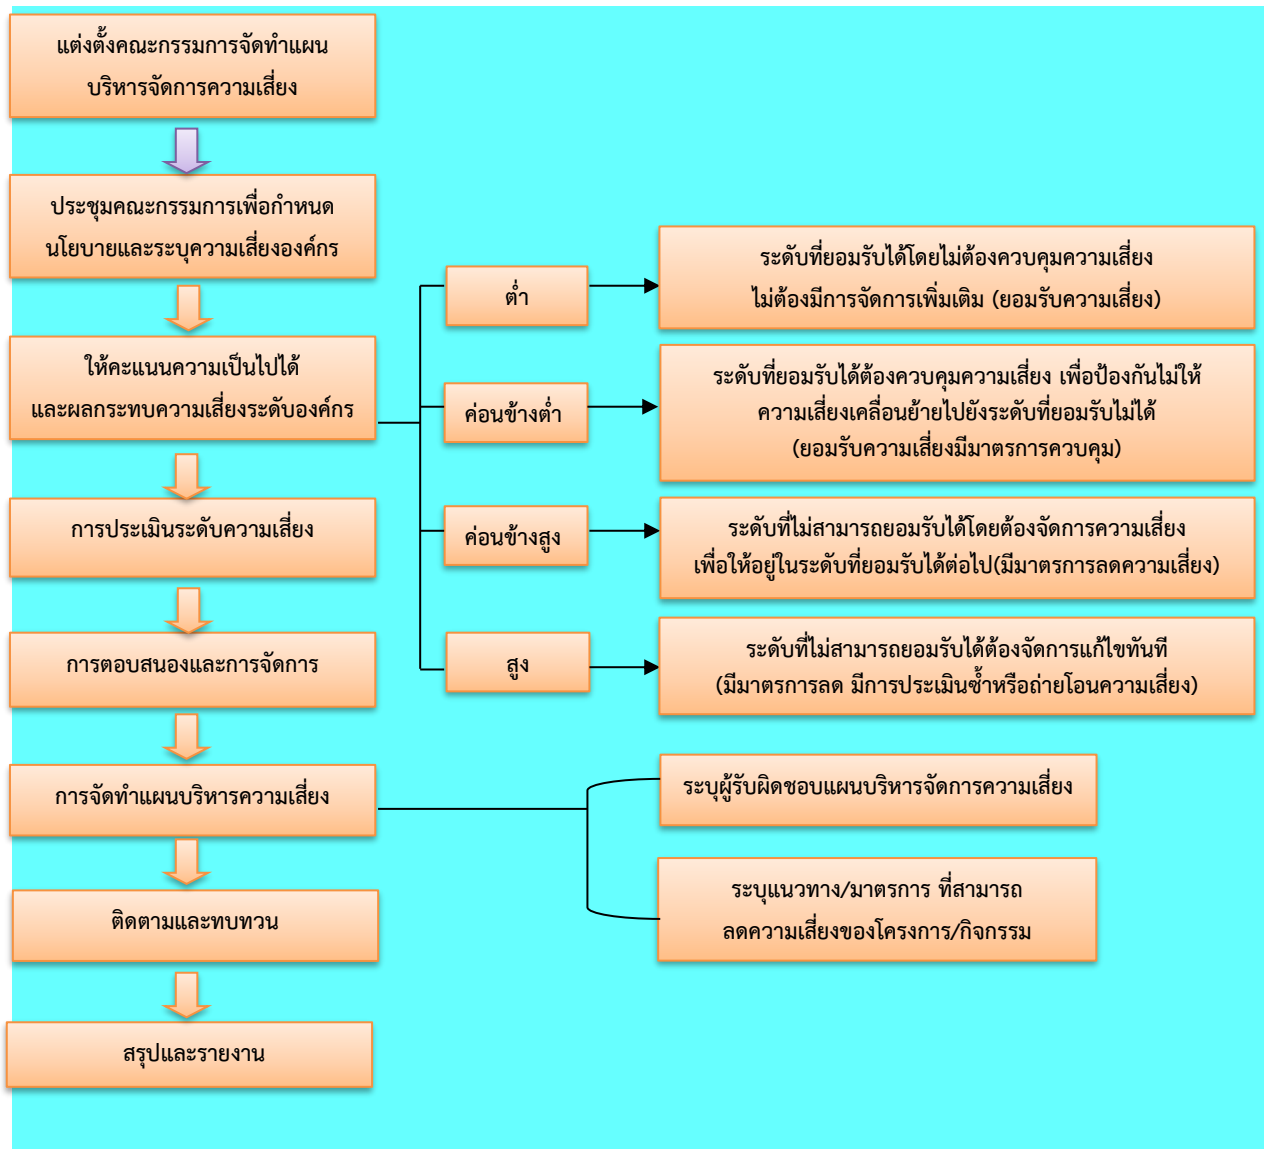 แต่งตั้งคณะกรรมการจัดทำแผน
บริหารจัดการความเสี่ยง
ประชุมคณะกรรมการเพื่อกำหนด
นโยบายและระบุความเสี่ยงองค์กร
ให้คะแนนความเป็นไปได้
และผลกระทบความเสี่ยงระดับองค์กร
การประเมินระดับความเสี่ยง
การตอบสนองและการจัดการ
การจัดทำแผนบริหารความเสี่ยง
ติดตามและทบทวน
สรุปและรายงาน
ต่ำ
ระดับที่ยอมรับได้โดยไม่ต้องควบคุมความเสี่ยง
ไม่ต้องมีการจัดการเพิ่มเติม (ยอมรับความเสี่ยง)
ค่อนข้างต่ำ
ระดับที่ยอมรับได้ต้องควบคุมความเสี่ยง เพื่อป้องกันไม่ให้
ความเสี่ยงเคลื่อนย้ายไปยังระดับที่ยอมรับไม่ได้
(ยอมรับความเสี่ยงมีมาตรการควบคุม)
ค่อนข้างสูง
ระดับที่ไม่สามารถยอมรับได้โดยต้องจัดการความเสี่ยง
เพื่อให้อยู่ในระดับที่ยอมรับได้ต่อไป(มีมาตรการลดความเสี่ยง)
สูง
ระดับที่ไม่สามารถยอมรับได้ต้องจัดการแก้ไขทันที
(มีมาตรการลด มีการประเมินซ้ำหรือถ่ายโอนความเสี่ยง)
ระบุผู้รับผิดชอบแผนบริหารจัดการความเสี่ยง
ระบุแนวทาง/มาตรการ ที่สามารถ
ลดความเสี่ยงของโครงการ/กิจกรรม